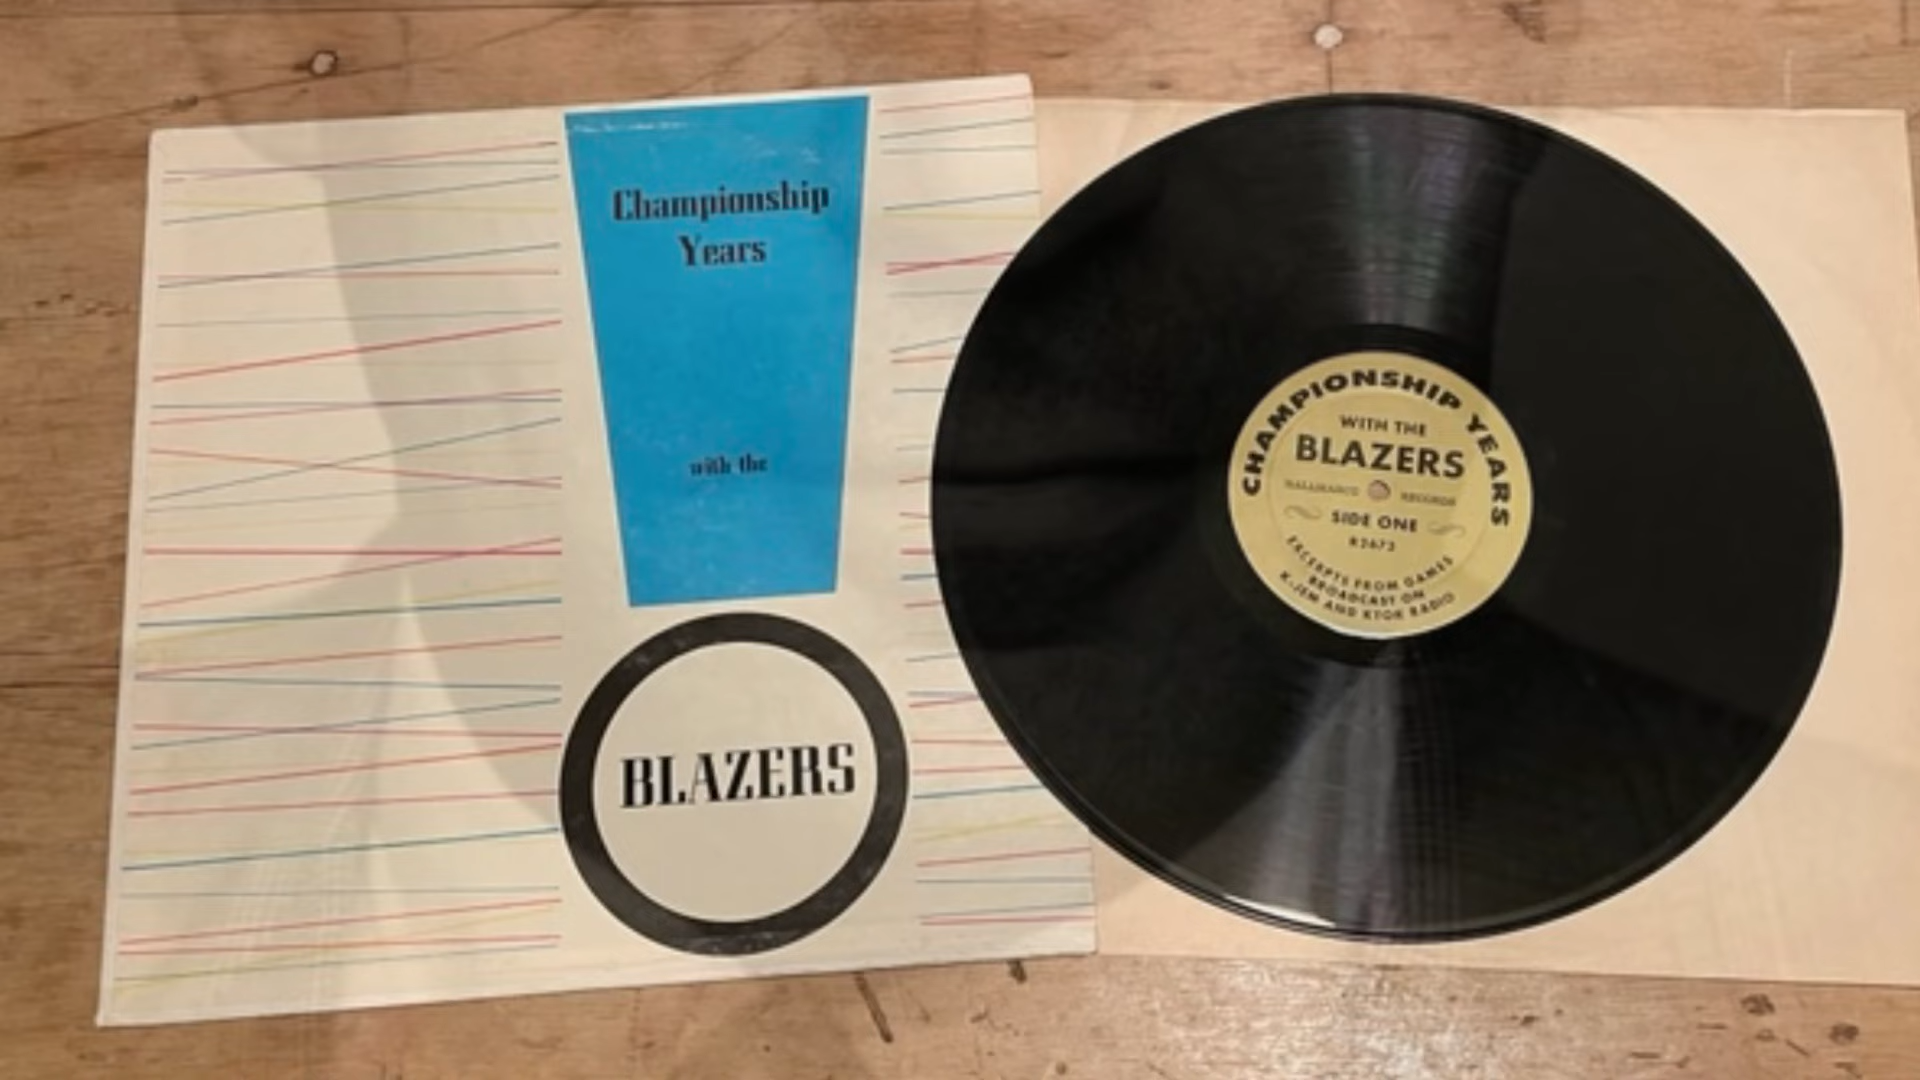 Championship
Years
with the
BLAZERS
CHAMPIONSHIP YEARS
WITH THE
BLAZERS
RECORDS
SIDE ONE
EXCERPTS FROM GAMES
BROADCAST ON
K-JEM AND KTOK RADIO